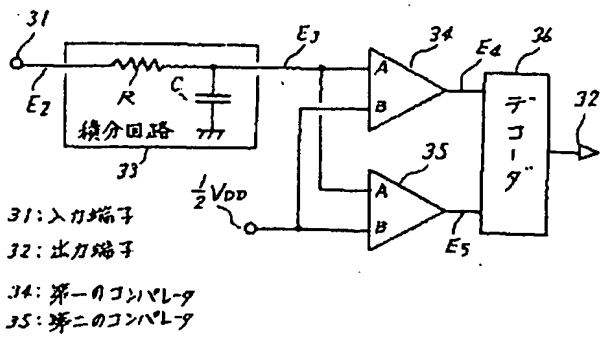 31
E2
R
C
積分回路
33
E3
34
A
B
E4
36
デコーダ
32
35
A
B
E5
1/2 VDD
31:入力端子
32:出力端子
34:第一のコンパレータ
35:第二のコンパレータ